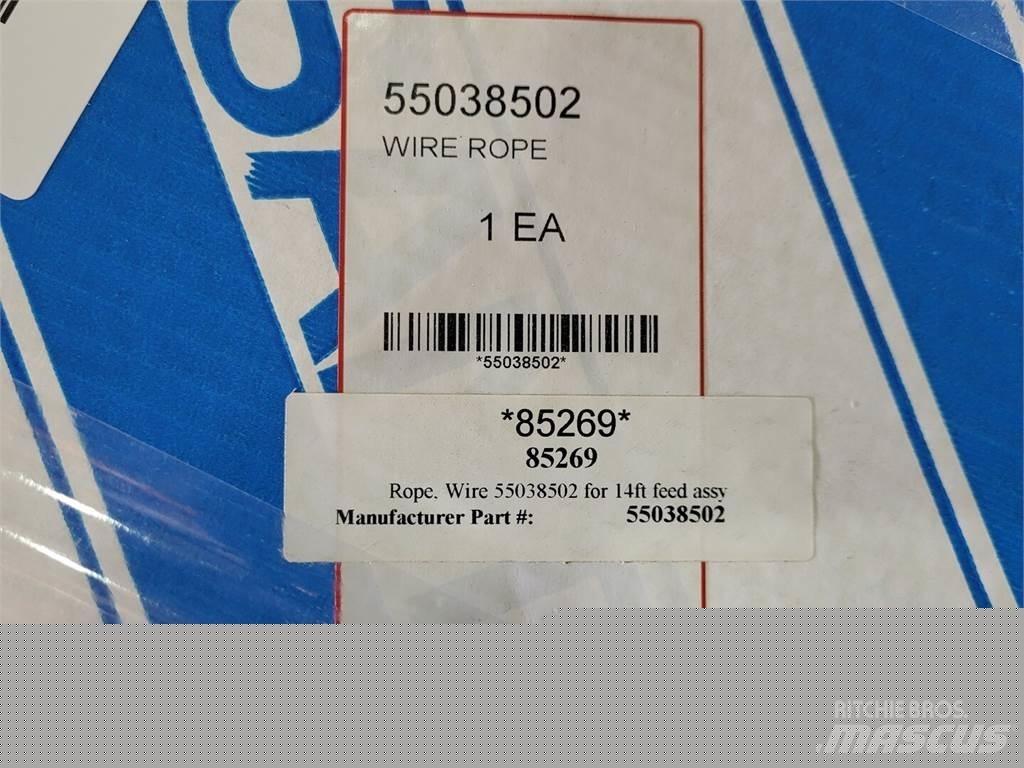 55038502
WIRE ROPE
1 EA
*55038502*
*85269*
85269
Rope, Wire 55038502 for 14ft feed assy
Manufacturer Part #: 55038502
RITCHIE BROS.
mascus